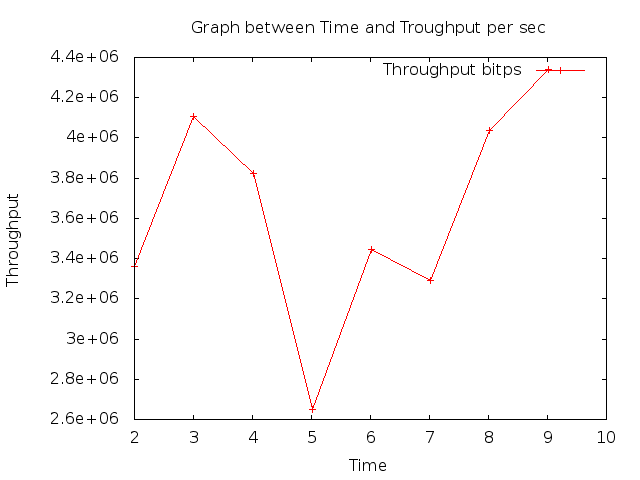 Graph between Time and Troughput per sec
4.4e+06
Throughput bitps
4.2e+06
4e+06
3.8e+06
3.6e+06
3.4e+06
3.2e+06
3e+06
2.8e+06
2.6e+06
Throughput
2 3 4 5 6 7 8 9 10
Time